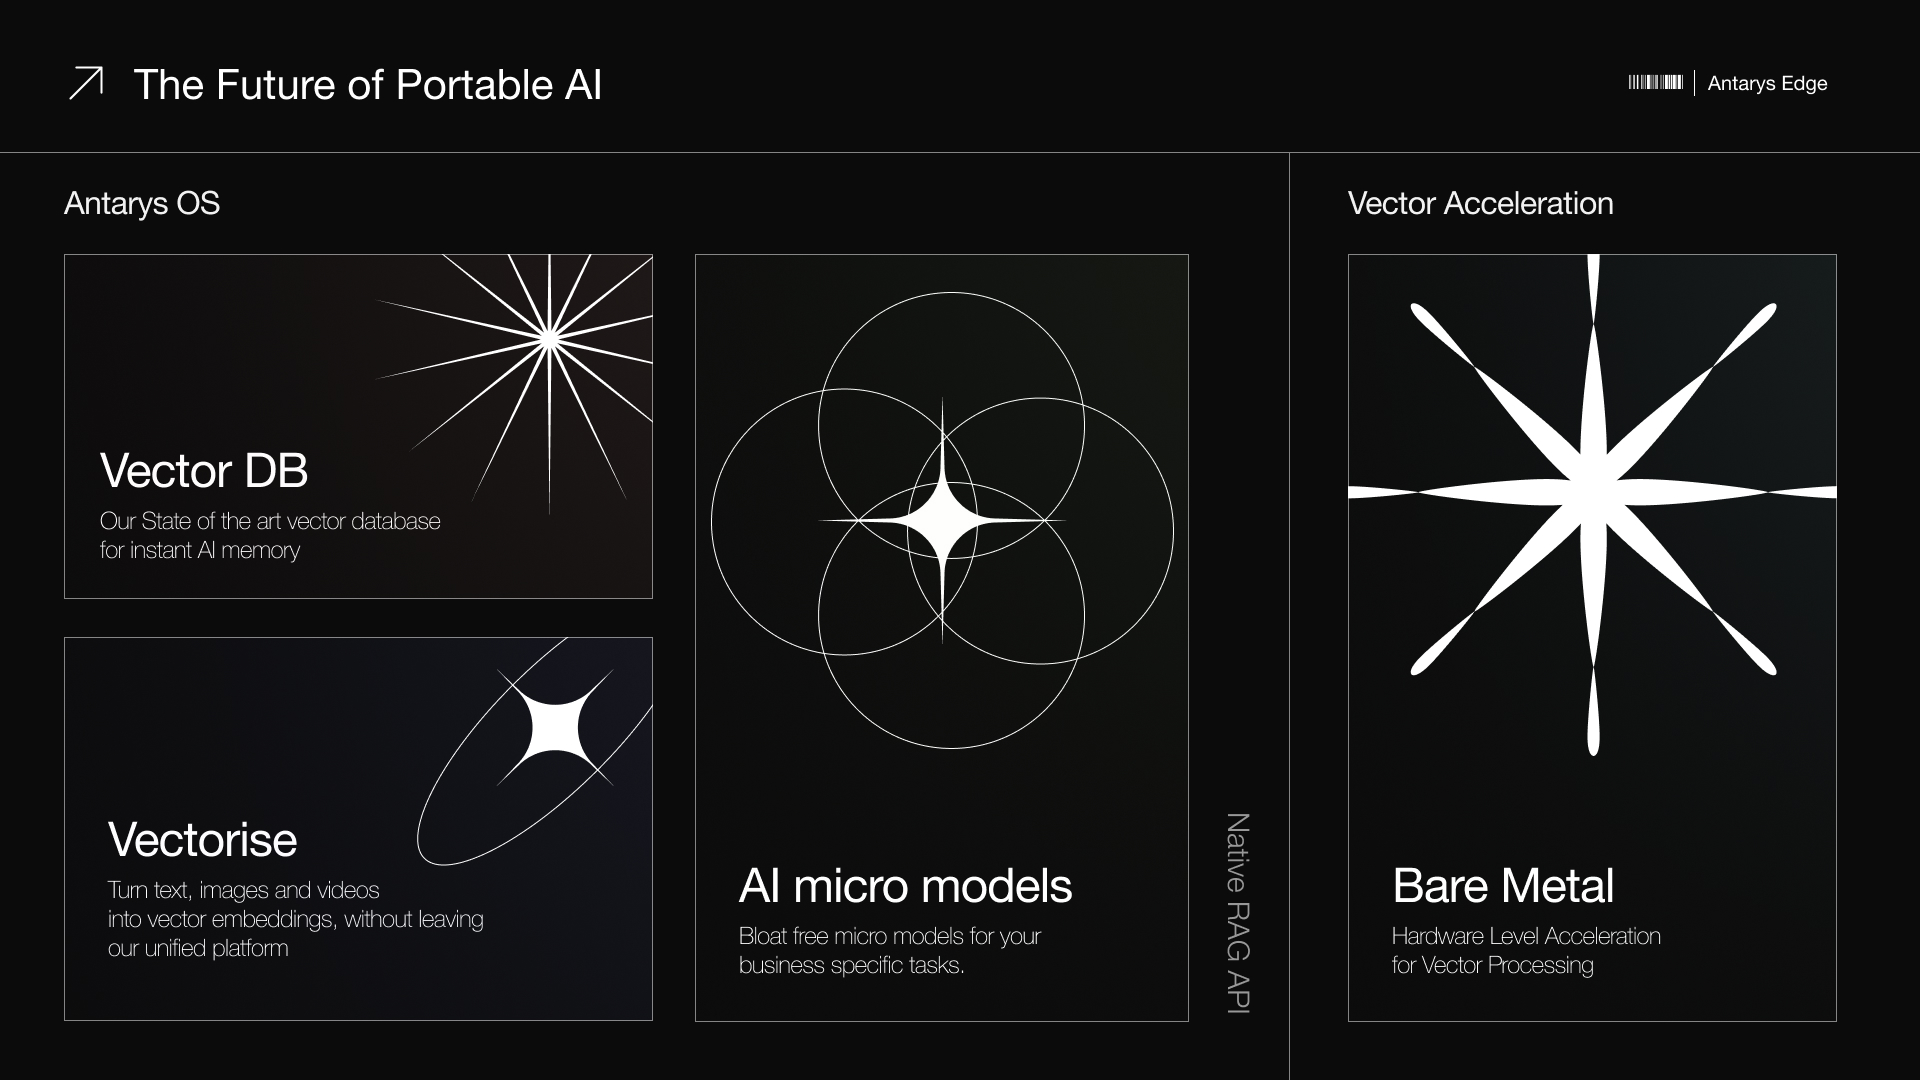 The Future of Portable AI
Antarys Edge
Antarys OS
Vector DB
Our State of the art vector database
for instant AI memory
Vectorise
Turn text, images and videos
into vector embeddings, without leaving
our unified platform
AI micro models
Bloat free micro models for your
business specific tasks.
Native RAG API
Vector Acceleration
Bare Metal
Hardware Level Acceleration
for Vector Processing